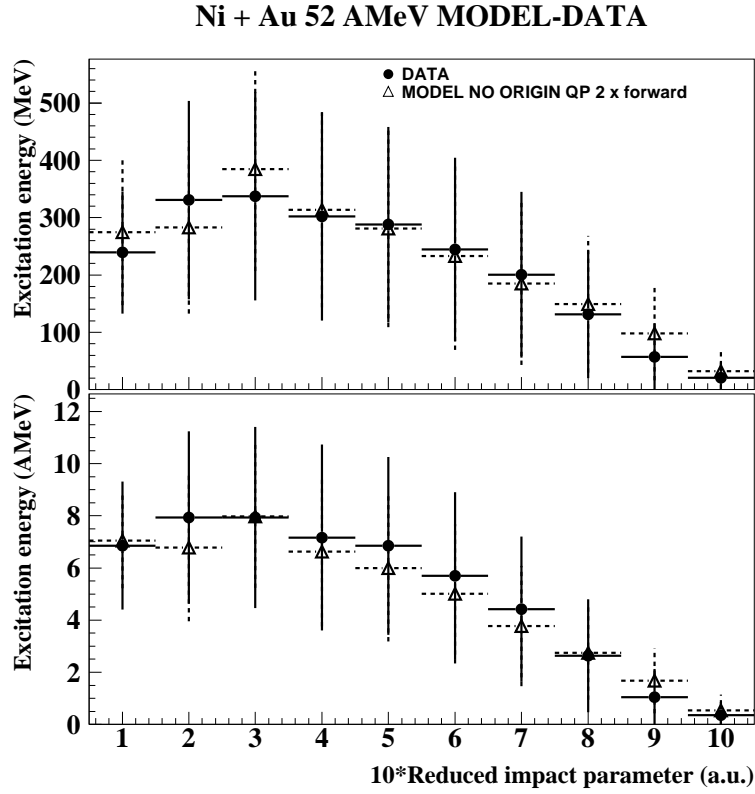 Ni + Au 52 AMeV MODEL-DATA
Excitation energy (MeV)
500
400
300
200
100
0
DATA
MODEL NO ORIGIN QP 2 x forward
Excitation energy (AMeV)
12
10
8
6
4
2
0
1 2 3 4 5 6 7 8 9 10
10*Reduced impact parameter (a.u.)